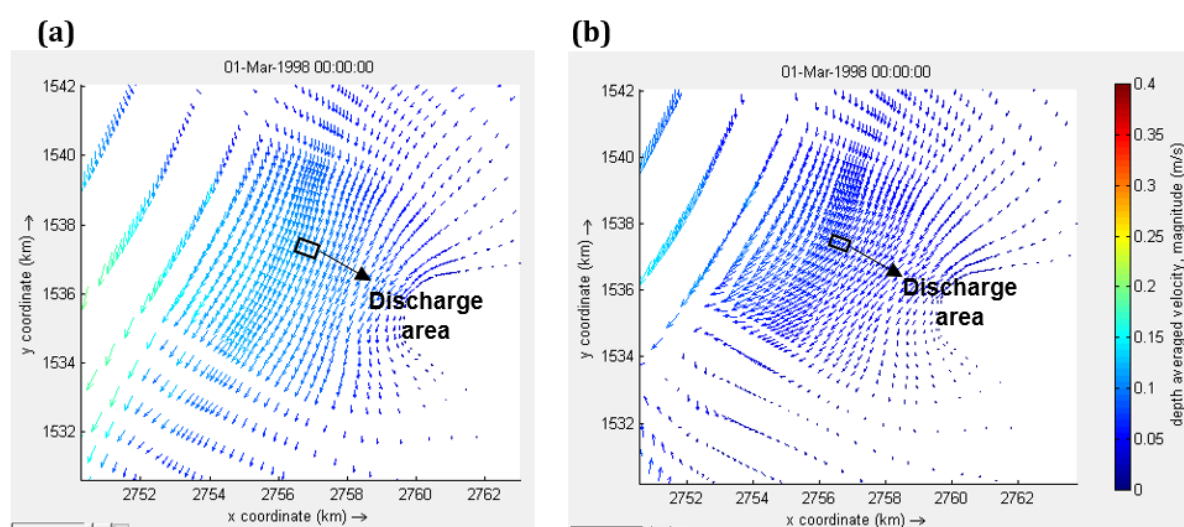 (a)
01-Mar-1998 00:00:00
1542
1540
1538
1536
1534
1532
y coordinate (km) →
Discharge
area
2752
2754
2756
2758
2760
2762
x coordinate (km) →
(b)
01-Mar-1998 00:00:00
1542
1540
1538
1536
1534
1532
y coordinate (km) →
Discharge
area
2752
2754
2756
2758
2760
2762
x coordinate (km) →
0.4
0.35
0.3
0.25
0.2
0.15
0.1
0.05
0
depth averaged velocity, magnitude (m/s)